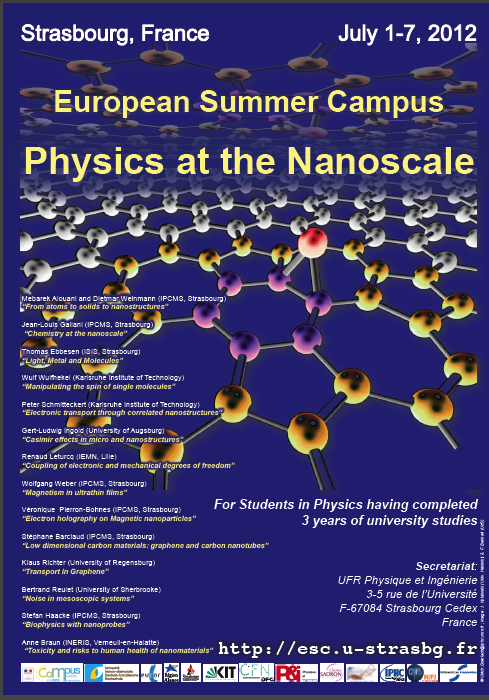 Strasbourg, France
July 1-7, 2012
European Summer Campus
Physics at the Nanoscale
Mebarek Alouani and Dietmar Weinmann (IPCMS, Strasbourg)
"From atoms to solids to nanostructures"
Jean-Louis Gallani (IPCMS, Strasbourg)
"Chemistry at the nanoscale"
Thomas Ebbesen (ISIS, Strasbourg)
"Light, Metal and Molecules"
Wulf Wulfhekel (Karlsruhe Institute of Technology)
"Manipulating the spin of single molecules"
Peter Schmitteckert (Karlsruhe Institute of Technology)
"Electronic transport through correlated nanostructures"
Gert-Ludwig Ingold (University of Augsburg)
"Casimir effects in micro and nanostructures"
Renaud Leturcq (IEMN, Lille)
"Coupling of electronic and mechanical degrees of freedom"
Wolfgang Weber (IPCMS, Strasbourg)
"Magnetism in ultrathin films"
Véronique Pierron-Bohnes (IPCMS, Strasbourg)
"Electron holography on Magnetic nanoparticles"
Stéphane Berciaud (IPCMS, Strasbourg)
"Low dimensional carbon materials: graphene and carbon nanotubes"
Klaus Richter (University of Regensburg)
"Transport in Graphene"
Bertrand Reulet (University of Sherbrooke)
"Noise in mesoscopic systems"
Stefan Haacke (IPCMS, Strasbourg)
"Biophysics with nanoprobes"
Anne Braun (INERIS, Verneuil-en-Halatte)
"Toxicity and risks to human health of nanomaterials"
For Students in Physics having completed
3 years of university studies
Secretariat:
UFR Physique et Ingénierie
3-5 rue de l'Université
F-67084 Strasbourg Cedex
France
http://esc.u-strasbg.fr
Campus
KIT
CFN
DFG
IPHC